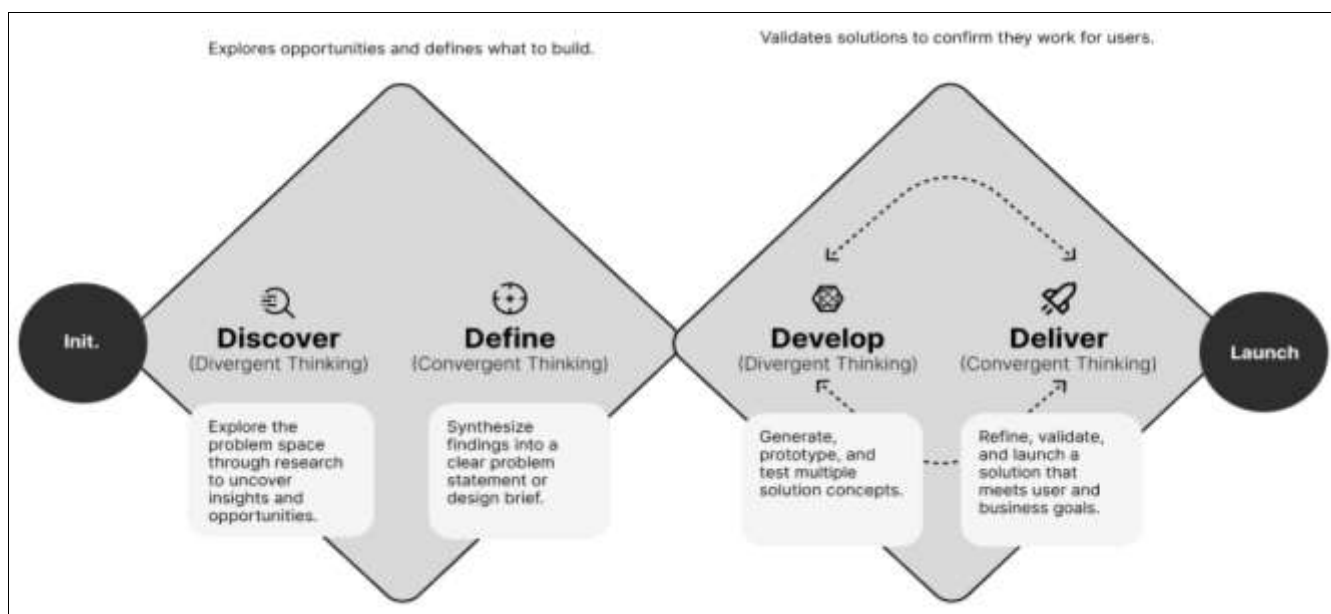 Explores opportunities and defines what to build.
Validates solutions to confirm they work for users.
Init.
Discover
(Divergent Thinking)
Explore the
problem space
through research
to uncover
insights and
opportunities.
Define
(Convergent Thinking)
Synthesize
findings into a
clear problem
statement or
design brief.
Develop
(Divergent Thinking)
Generate,
prototype, and
test multiple
solution concepts.
Deliver
(Convergent Thinking)
Refine, validate,
and launch a
solution that
meets user and
business goals.
Launch